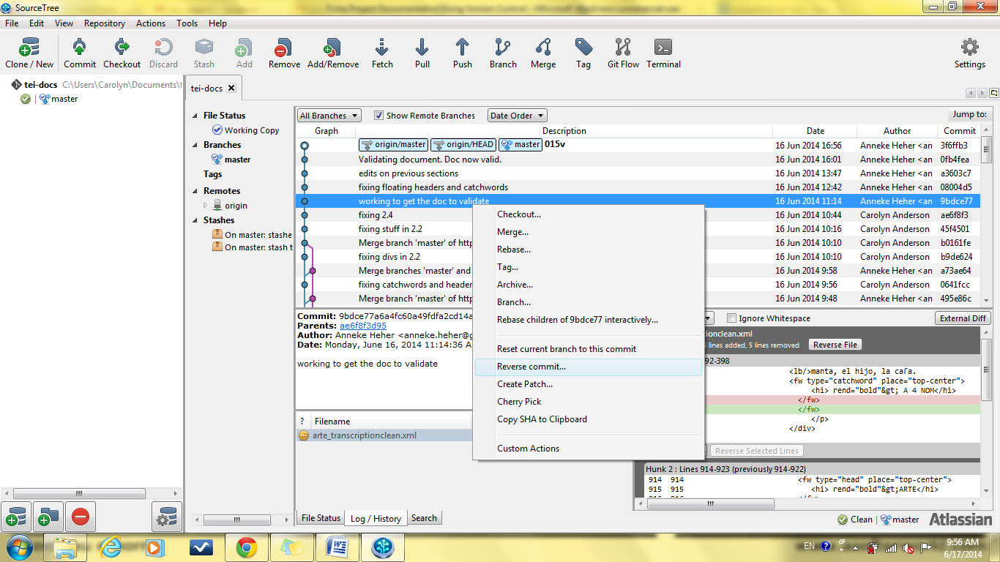 SourceTree
File Edit View Repository Actions Tools Help
Clone / New Commit Checkout Discard Stash Add Remove Add/Remove Fetch Pull Push Branch Merge Tag Git Flow Terminal Settings
tei-docs C:\Users\Carolyn\Documents\t
master
tei-docs
File Status
Working Copy
Branches
master
Tags
Remotes
origin
Stashes
On master: stashe
On master: stash t
All Branches Show Remote Branches Date Order Jump to:
Graph Description Date Author Commit
origin/master origin/HEAD master 015v 16 Jun 2014 16:56 Anneke Heher <an 3f6ffb3
Validating document. Doc now valid. 16 Jun 2014 16:01 Anneke Heher <an 0fb4fea
edits on previous sections 16 Jun 2014 13:47 Anneke Heher <an a3603c7
fixing floating headers and catchwords 16 Jun 2014 12:42 Anneke Heher <an 08004d5
working to get the doc to validate 16 Jun 2014 11:14 Anneke Heher <an 9bdce77
fixing 2.4 16 Jun 2014 10:44 Carolyn Anderson ae6f8f3
fixing stuff in 2.2 16 Jun 2014 10:16 Carolyn Anderson 45f4501
Merge branch 'master' of http 16 Jun 2014 10:10 Carolyn Anderson b0161fe
fixing divs in 2.2 16 Jun 2014 10:10 Carolyn Anderson b9de624
Merge branches 'master' and 16 Jun 2014 9:58 Anneke Heher <an a73ae64
fixing catchwords and header 16 Jun 2014 9:56 Carolyn Anderson 0641fcc
Merge branch 'master' of http 16 Jun 2014 9:48 Anneke Heher <an 495e86c
Checkout...
Merge...
Rebase...
Tag...
Archive...
Branch...
Rebase children of 9bdce77 interactively...
Reset current branch to this commit
Reverse commit...
Create Patch...
Cherry Pick
Copy SHA to Clipboard
Custom Actions
Commit: 9bdce77a6a4fc60a49fdfa2cd14a
Parents: ae6f8f3d95
Author: Anneke Heher <anneke.heher@g
Date: Monday, June 16, 2014 11:14:36 A
working to get the doc to validate
? Filename
arte_transcriptionclean.xml
Ignore Whitespace External Diff
tionclean.xml
lines added, 5 lines removed Reverse File
92-398
<lb/>manta, el hijo, la caſa.
<fw type="catchword" place="top-center">
<hi> rend="bold"&gt; A 4 NOM</hi>
</fw>
</fw>
</p>
</div>
Reverse Selected Lines
Hunk 2 : Lines 914-923 (previously 914-922)
914 914 <fw type="head" place="top-center">
915 915 <hi> rend="bold"&gt;ARTE</hi>
File Status Log / History Search
Clean master Atlassian
EN 9:56 AM
6/17/2014